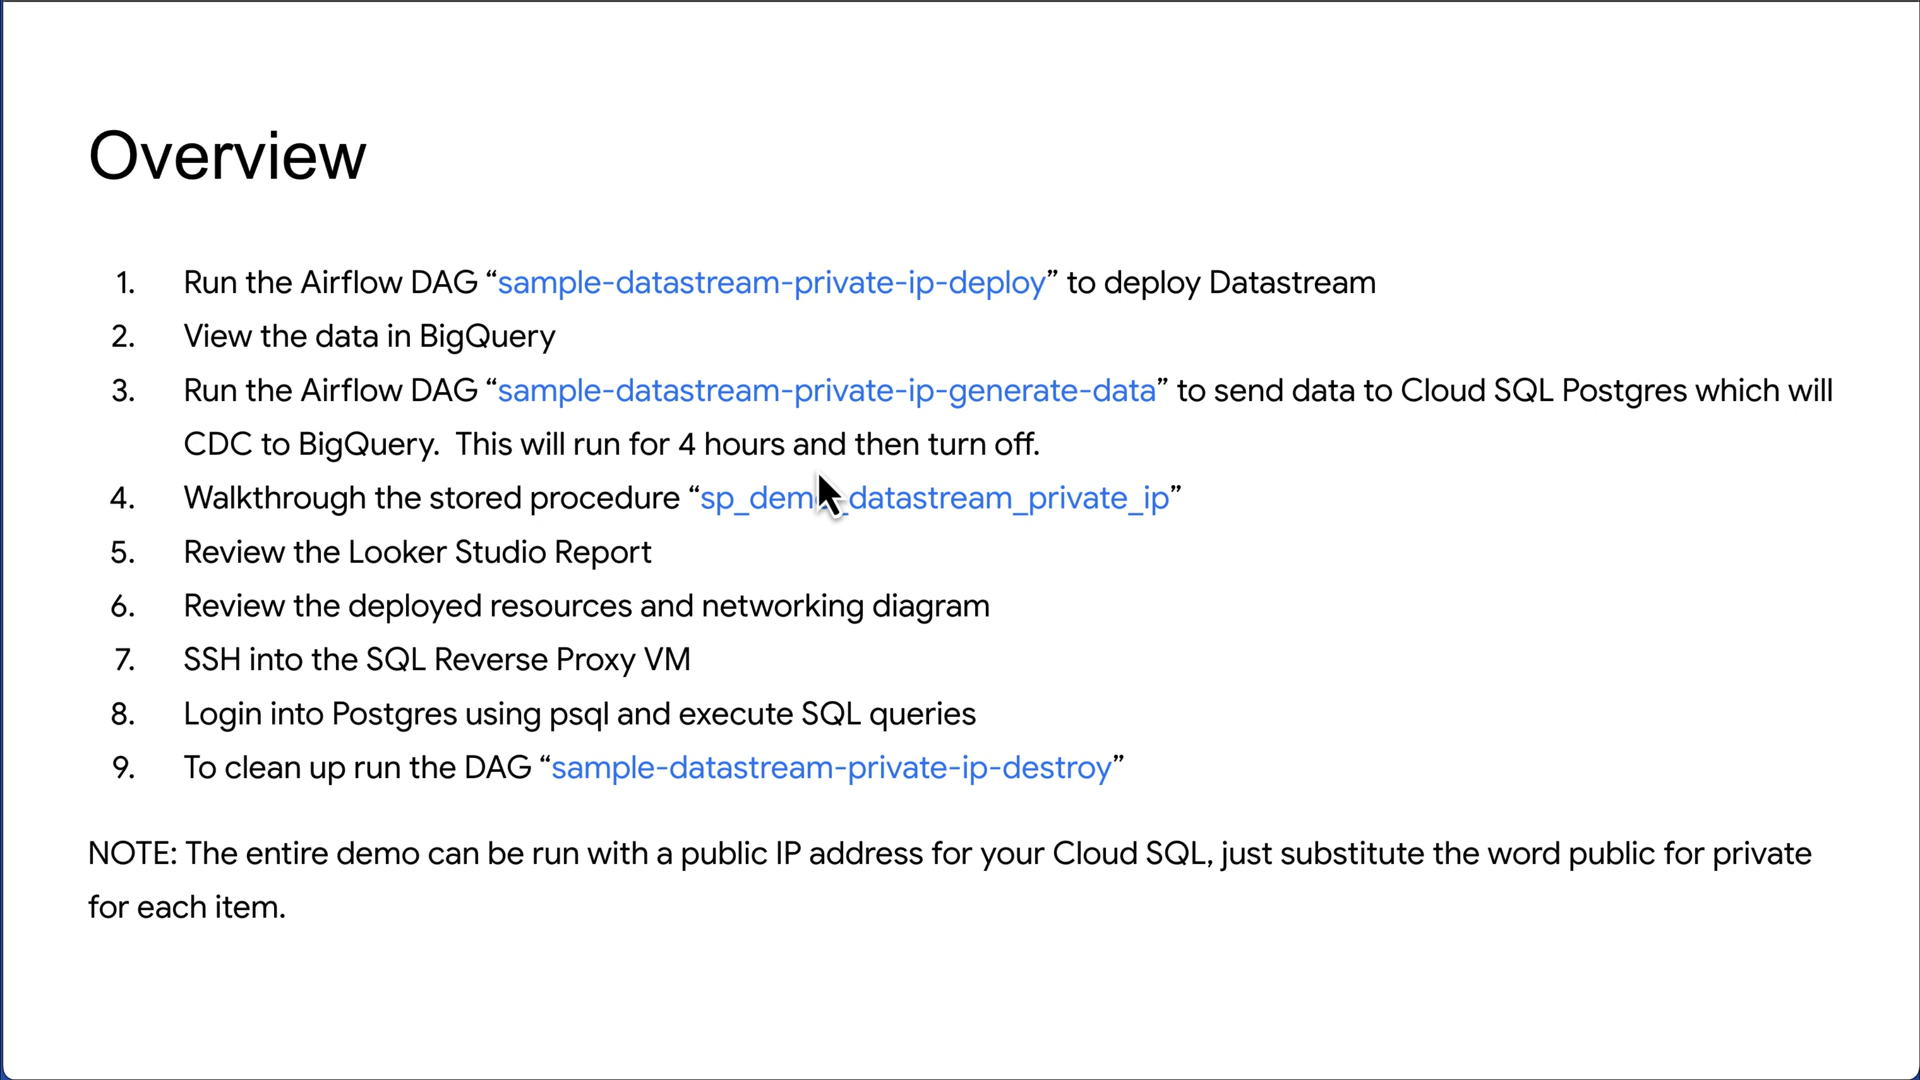 Overview
1. Run the Airflow DAG “sample-datastream-private-ip-deploy” to deploy Datastream
2. View the data in BigQuery
3. Run the Airflow DAG “sample-datastream-private-ip-generate-data” to send data to Cloud SQL Postgres which will
CDC to BigQuery.  This will run for 4 hours and then turn off.
4. Walkthrough the stored procedure “sp_demo_datastream_private_ip”
5. Review the Looker Studio Report
6. Review the deployed resources and networking diagram
7. SSH into the SQL Reverse Proxy VM
8. Login into Postgres using psql and execute SQL queries
9. To clean up run the DAG “sample-datastream-private-ip-destroy”
NOTE: The entire demo can be run with a public IP address for your Cloud SQL, just substitute the word public for private
for each item.